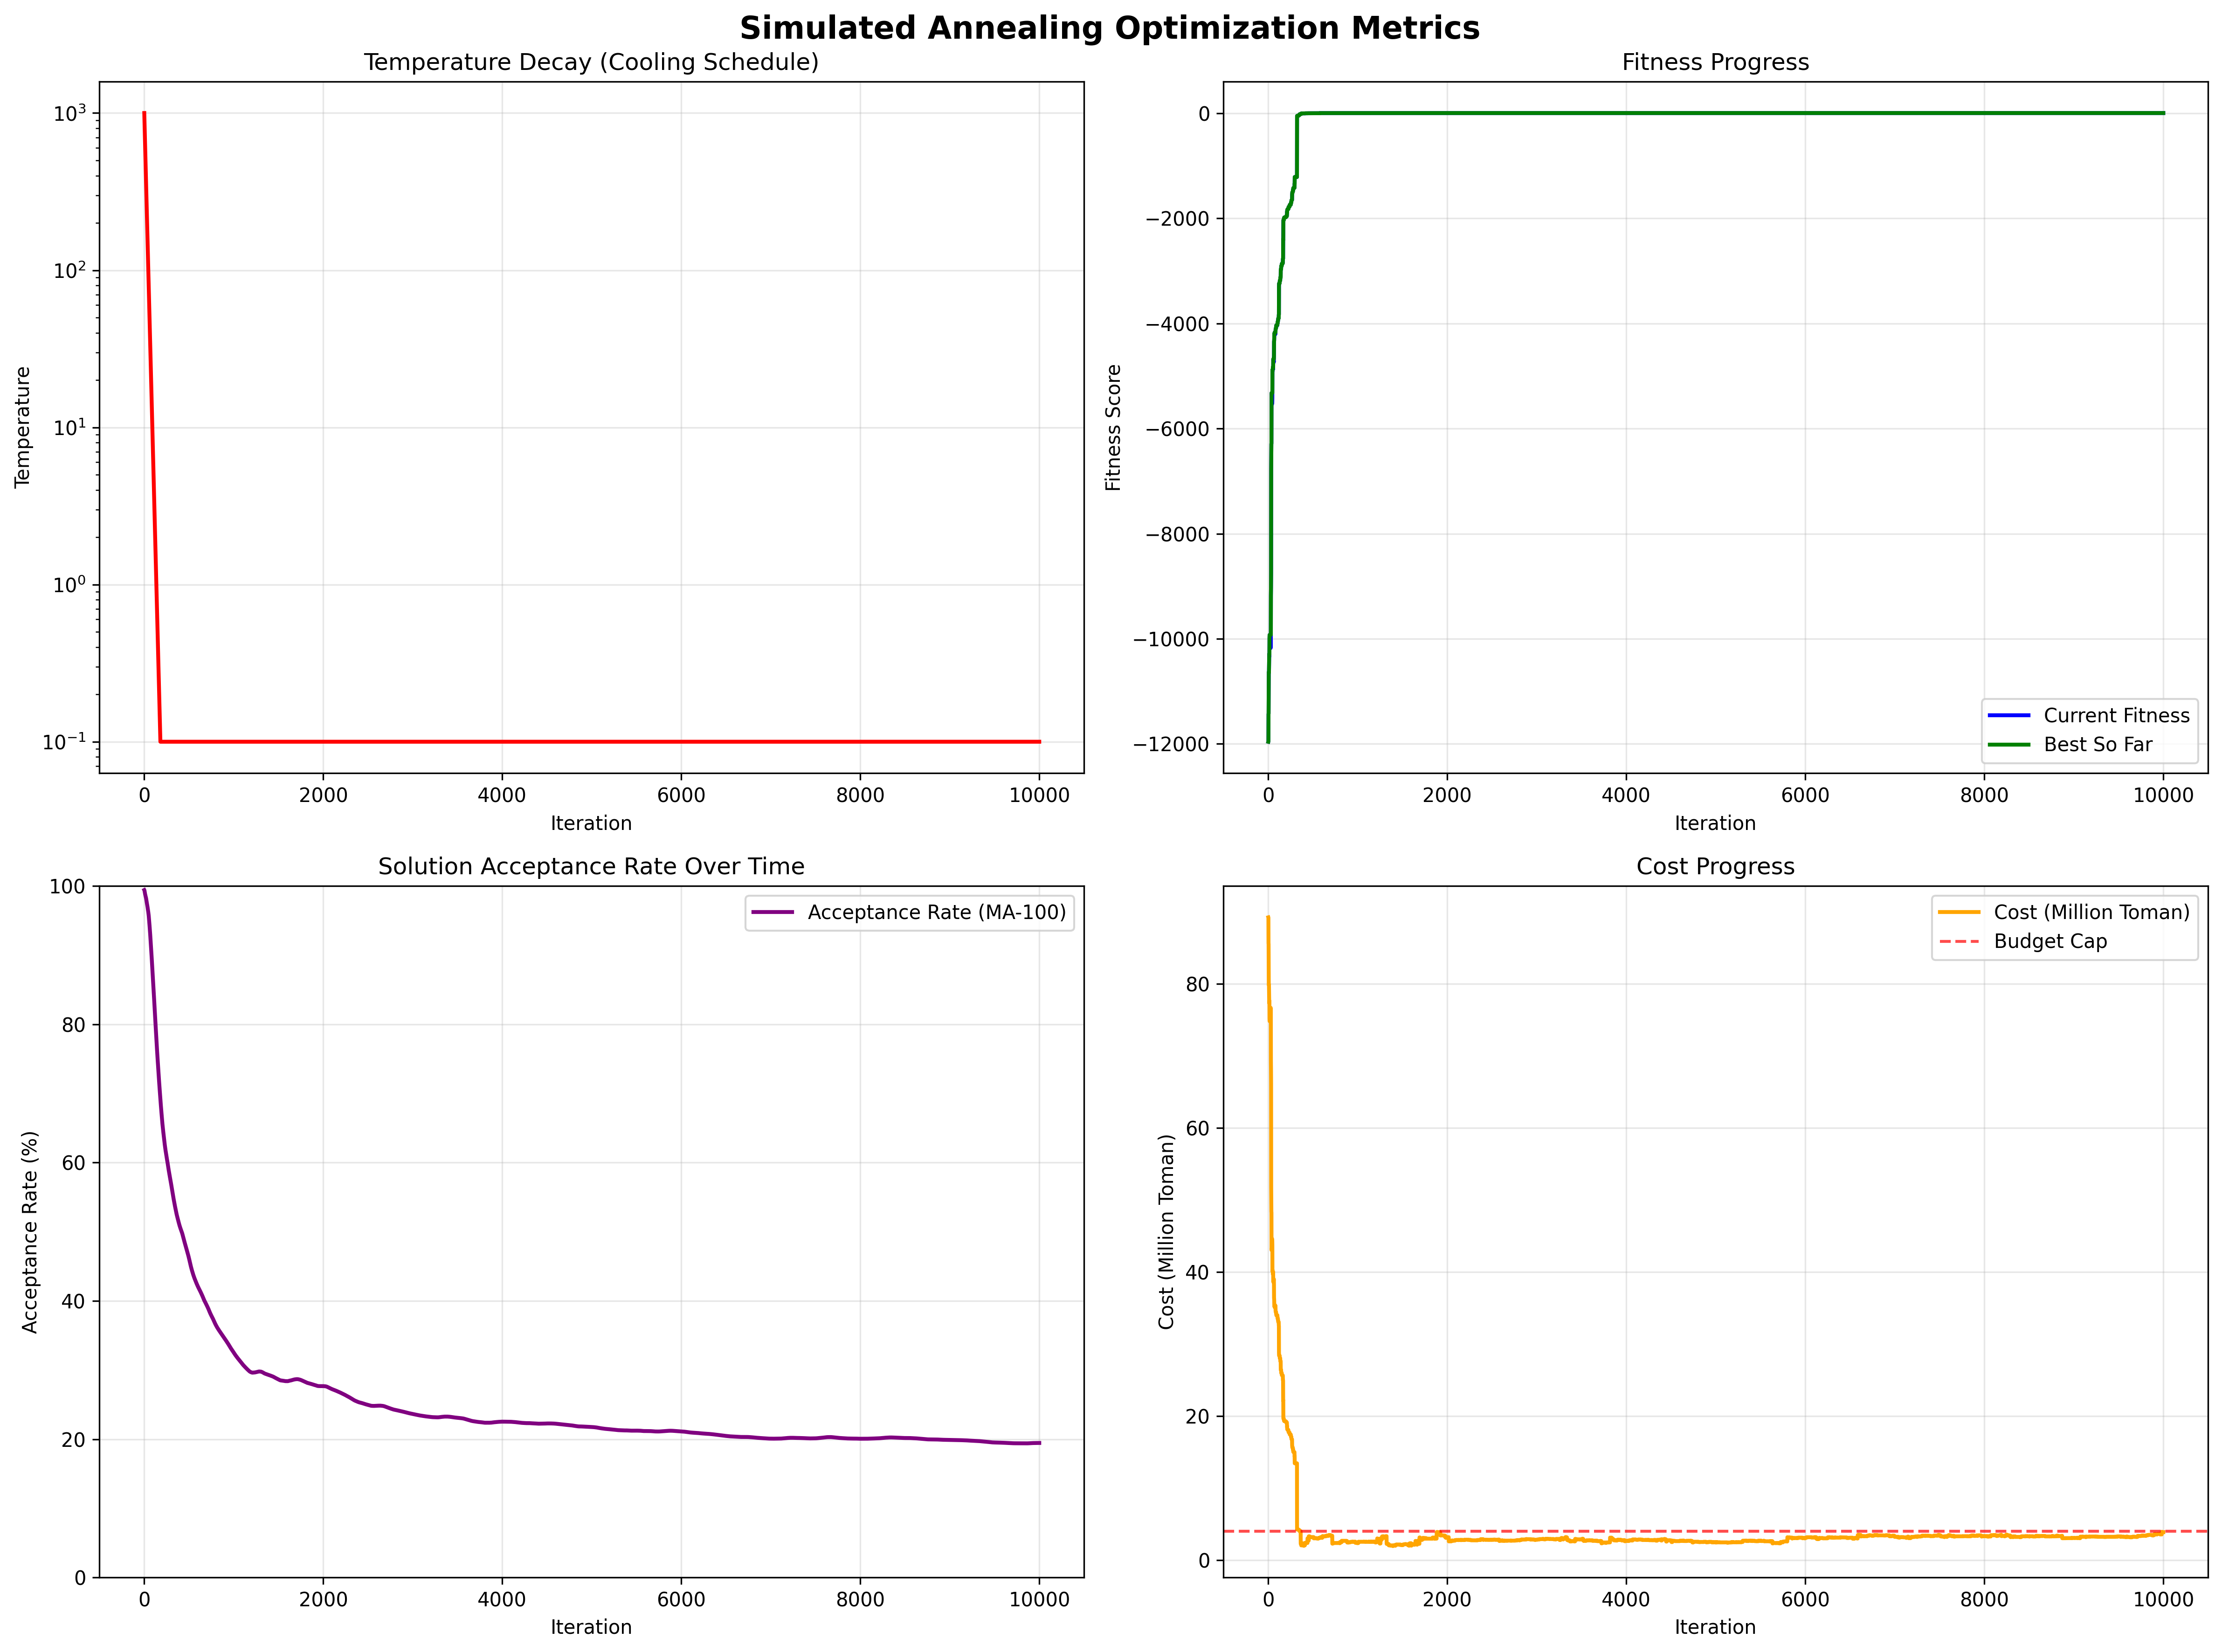 Simulated Annealing Optimization Metrics
Temperature Decay (Cooling Schedule)
Temperature
10³
10²
10¹
10⁰
10⁻¹
0 2000 4000 6000 8000 10000
Iteration
Fitness Progress
Fitness Score
0
−2000
−4000
−6000
−8000
−10000
−12000
Current Fitness
Best So Far
0 2000 4000 6000 8000 10000
Iteration
Solution Acceptance Rate Over Time
Acceptance Rate (%)
100
80
60
40
20
0
Acceptance Rate (MA-100)
0 2000 4000 6000 8000 10000
Iteration
Cost Progress
Cost (Million Toman)
80
60
40
20
0
Cost (Million Toman)
Budget Cap
0 2000 4000 6000 8000 10000
Iteration